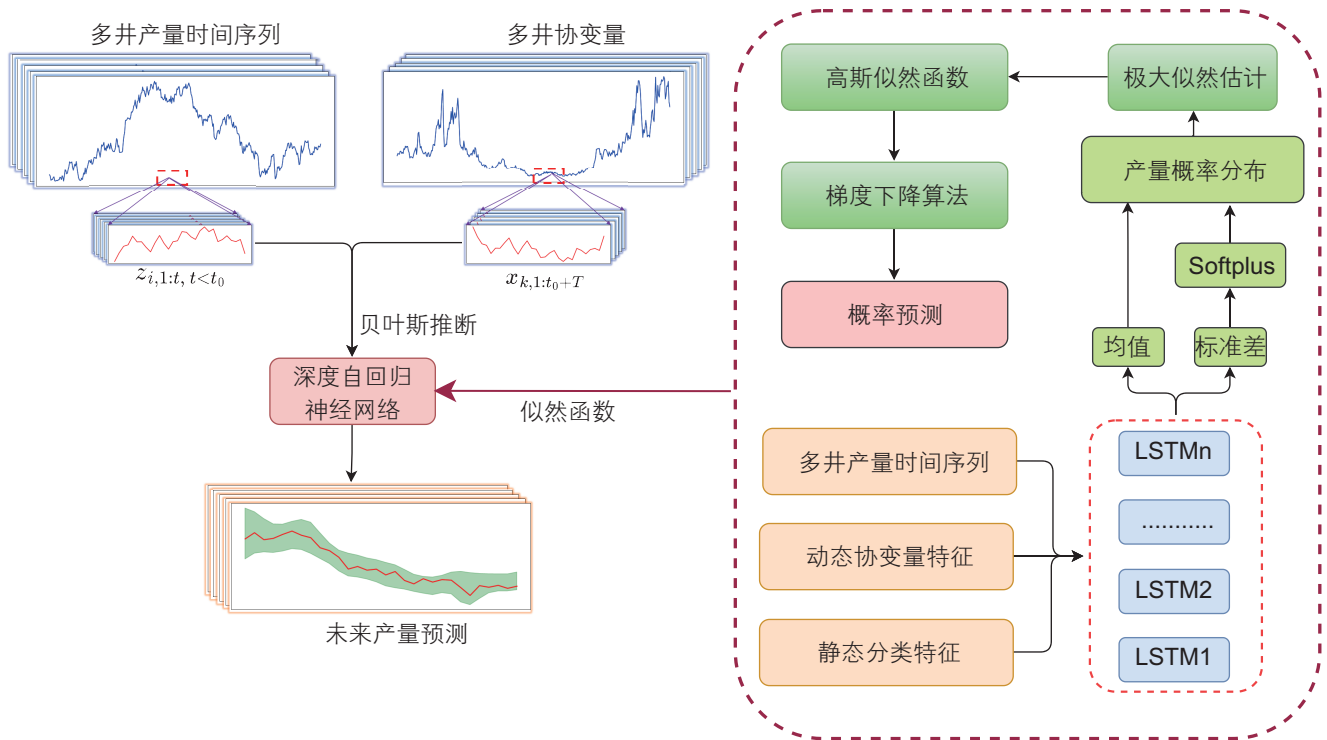 多井产量时间序列
多井协变量
z_{i,1:t, t<t_0}
x_{k,1:t_0+T}
贝叶斯推断
深度自回归
神经网络
似然函数
未来产量预测
高斯似然函数
极大似然估计
梯度下降算法
产量概率分布
Softplus
概率预测
均值
标准差
多井产量时间序列
动态协变量特征
静态分类特征
LSTMn
...........
LSTM2
LSTM1